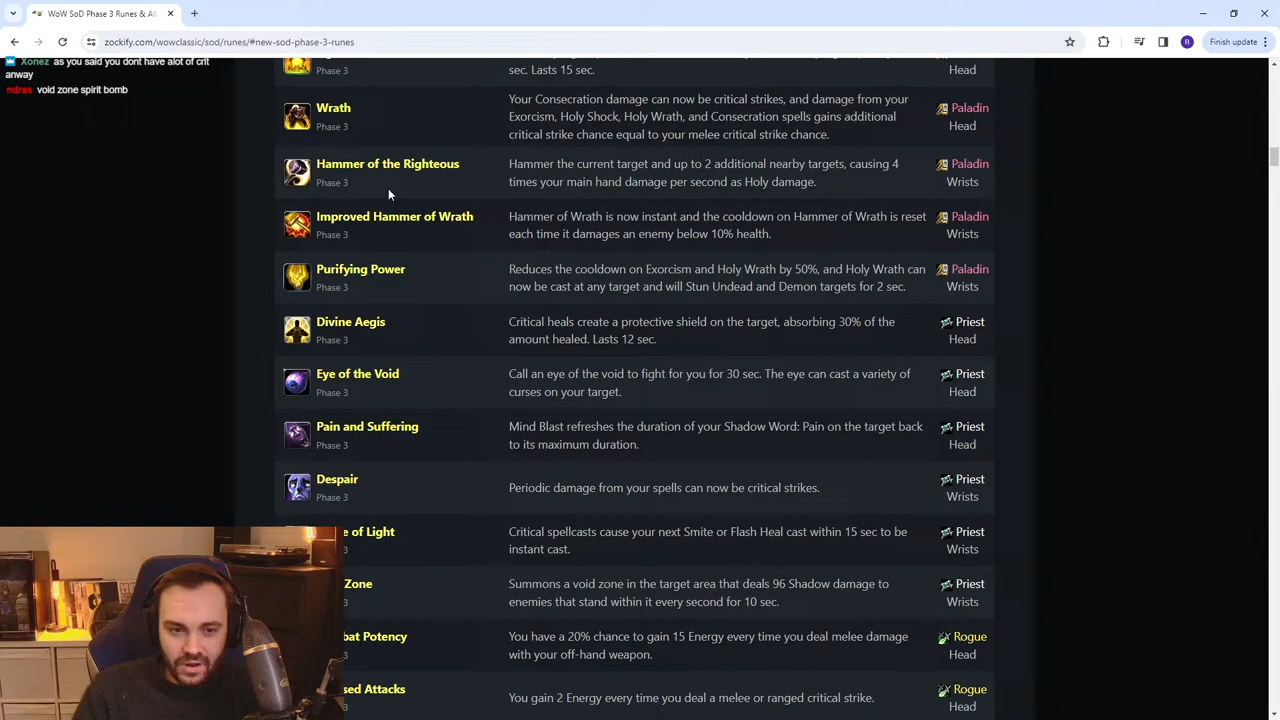 WoW SoD Phase 3 Runes & All
Finish update
zockify.com/wowclassic/sod/runes/#new-sod-phase-3-runes
R
Xonez as you said you dont have alot of crit
anway
ndras void zone spirit bomb
Phase 3
sec. Lasts 15 sec.
Head
Wrath
Phase 3
Your Consecration damage can now be critical strikes, and damage from your
Exorcism, Holy Shock, Holy Wrath, and Consecration spells gains additional
critical strike chance equal to your melee critical strike chance.
Paladin
Head
Hammer of the Righteous
Phase 3
Hammer the current target and up to 2 additional nearby targets, causing 4
times your main hand damage per second as Holy damage.
Paladin
Wrists
Improved Hammer of Wrath
Phase 3
Hammer of Wrath is now instant and the cooldown on Hammer of Wrath is reset
each time it damages an enemy below 10% health.
Paladin
Wrists
Purifying Power
Phase 3
Reduces the cooldown on Exorcism and Holy Wrath by 50%, and Holy Wrath can
now be cast at any target and will Stun Undead and Demon targets for 2 sec.
Paladin
Wrists
Divine Aegis
Phase 3
Critical heals create a protective shield on the target, absorbing 30% of the
amount healed. Lasts 12 sec.
Priest
Head
Eye of the Void
Phase 3
Call an eye of the void to fight for you for 30 sec. The eye can cast a variety of
curses on your target.
Priest
Head
Pain and Suffering
Phase 3
Mind Blast refreshes the duration of your Shadow Word: Pain on the target back
to its maximum duration.
Priest
Head
Despair
Phase 3
Periodic damage from your spells can now be critical strikes.
Priest
Wrists
e of Light
3
Critical spellcasts cause your next Smite or Flash Heal cast within 15 sec to be
instant cast.
Priest
Wrists
Zone
3
Summons a void zone in the target area that deals 96 Shadow damage to
enemies that stand within it every second for 10 sec.
Priest
Wrists
bat Potency
3
You have a 20% chance to gain 15 Energy every time you deal melee damage
with your off-hand weapon.
Rogue
Head
sed Attacks
3
You gain 2 Energy every time you deal a melee or ranged critical strike.
Rogue
Head